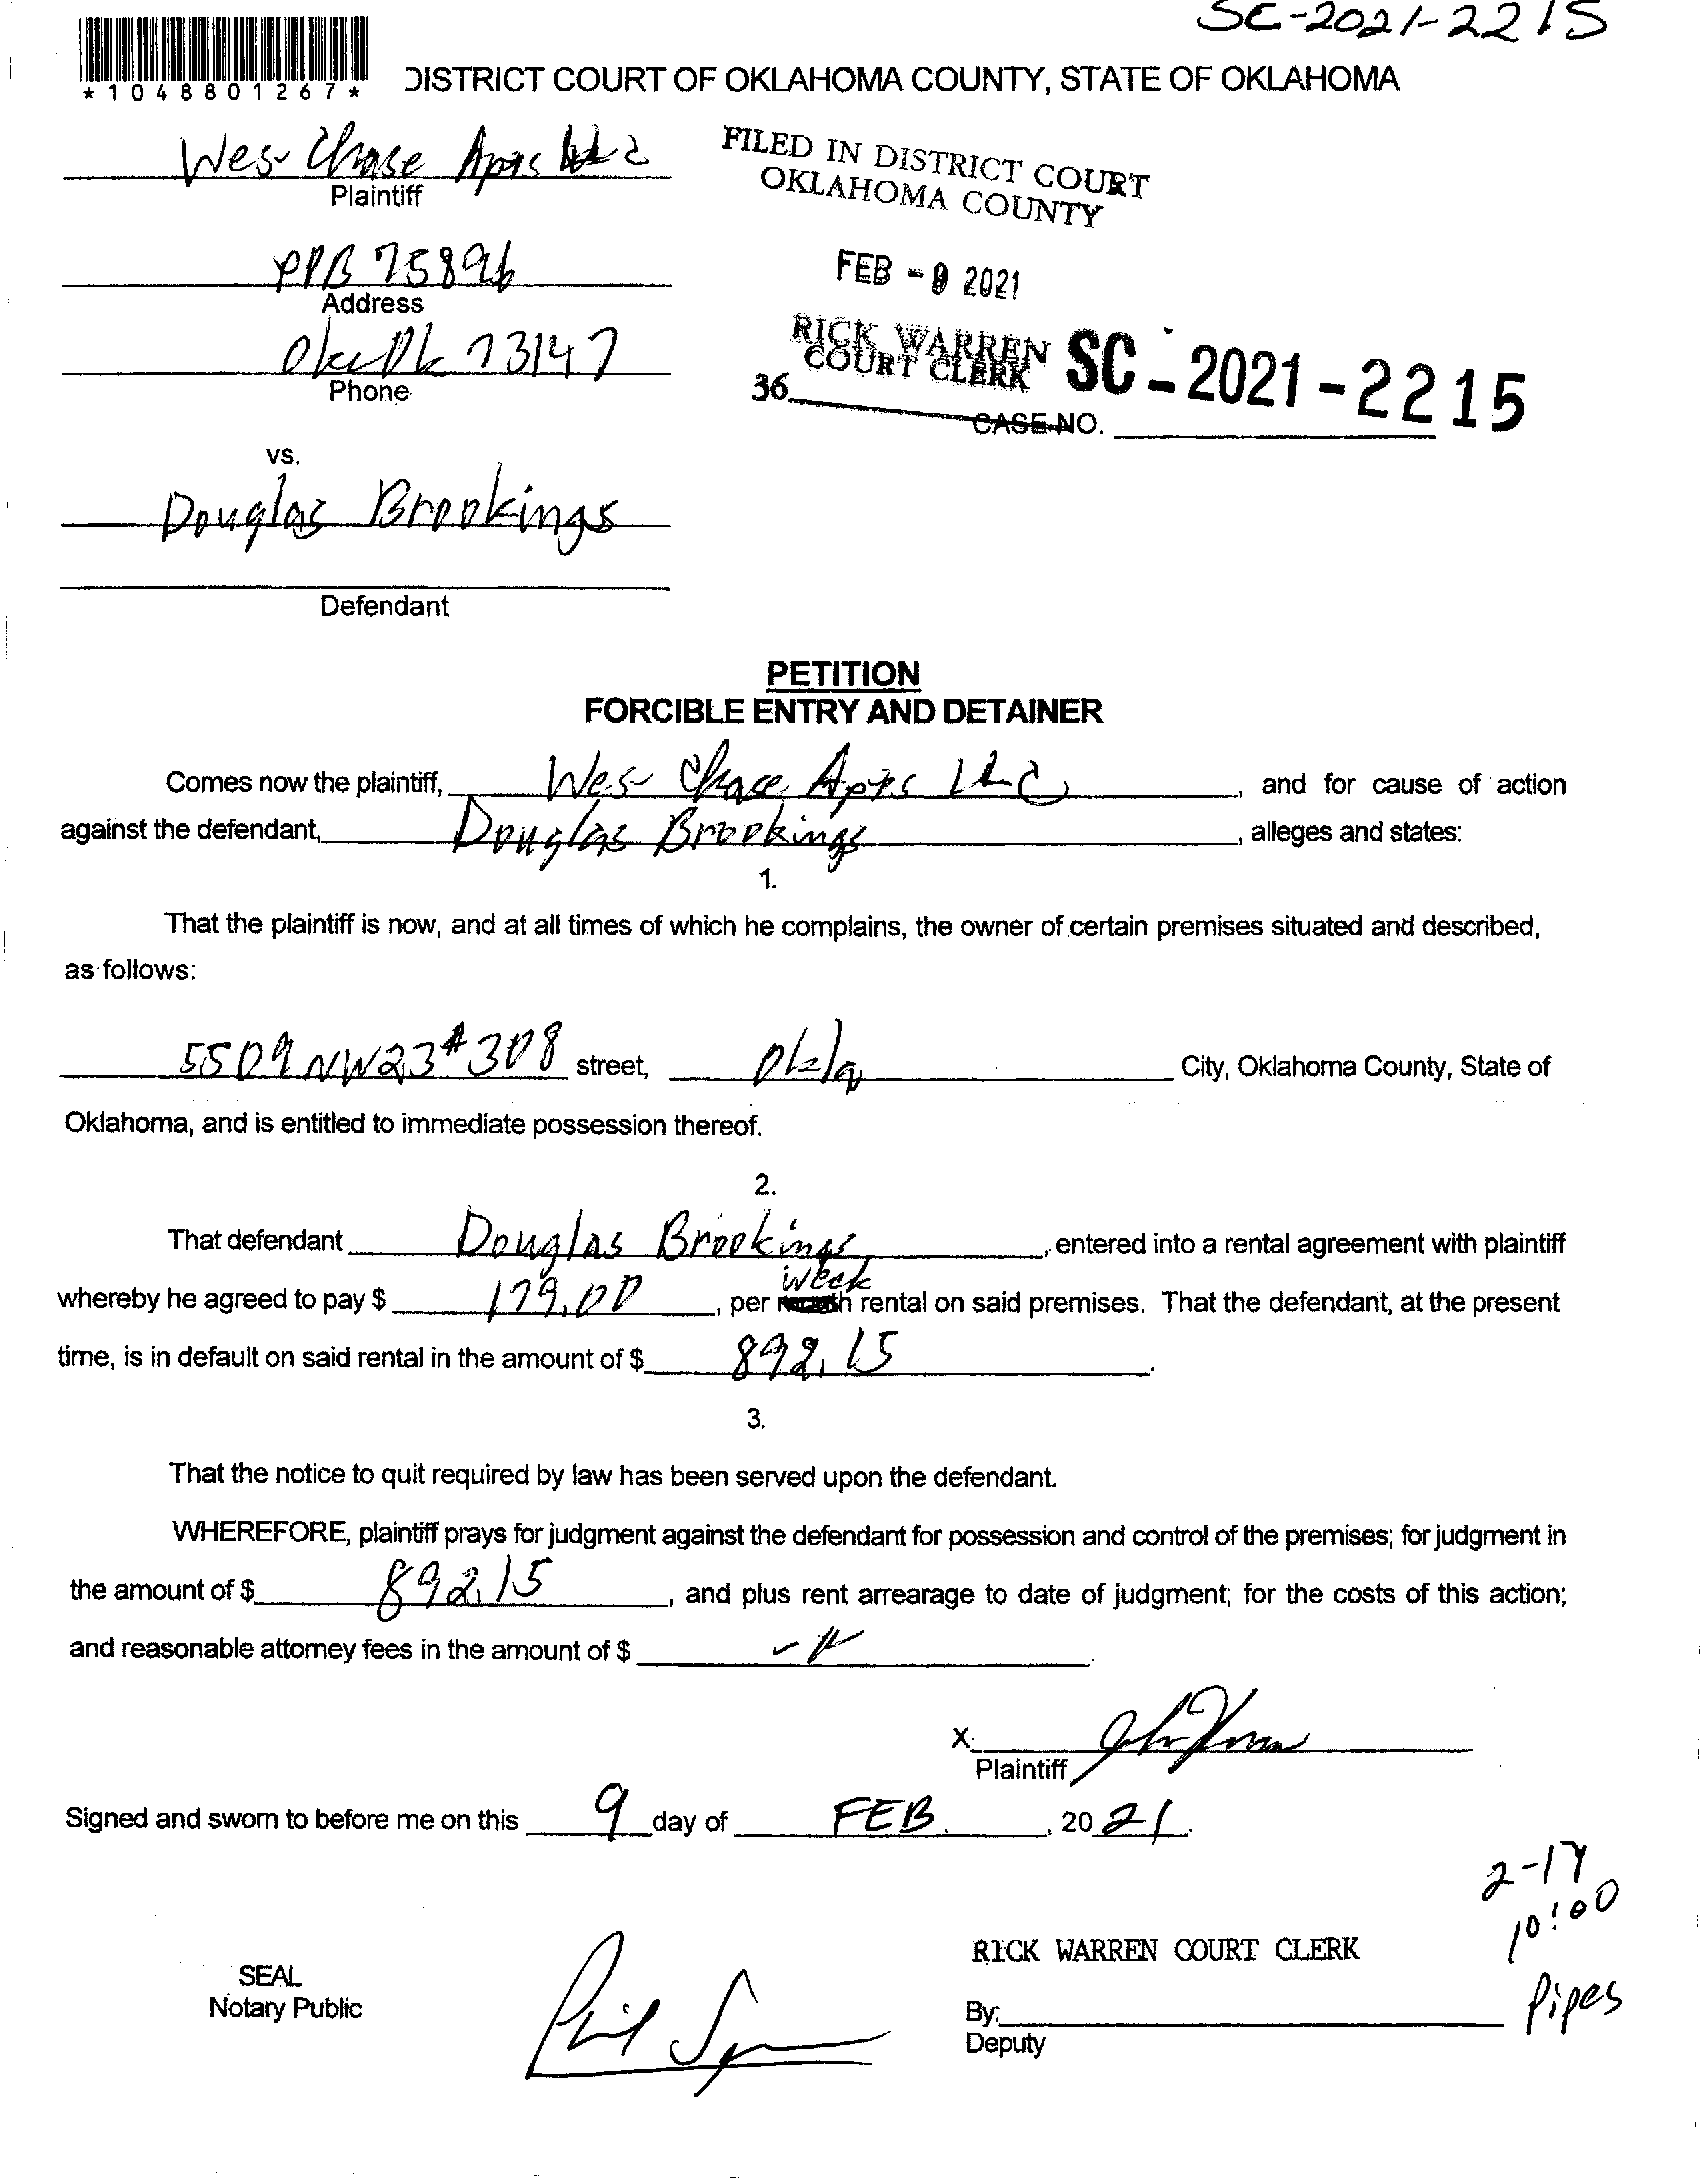 SC-2021-2215
*1048801267*
DISTRICT COURT OF OKLAHOMA COUNTY, STATE OF OKLAHOMA
Wes Chase Apts LLC
Plaintiff
FILED IN DISTRICT COURT
OKLAHOMA COUNTY
POB 75896
Address
FEB - 9 2021
Okc Ok 73147
Phone
RICK WARREN
COURT CLERK
36
SC - 2021 - 2215
CASE NO.
vs.
Douglas Brookings
Defendant
PETITION
FORCIBLE ENTRY AND DETAINER
Comes now the plaintiff, Wes Chase Apts LLC, and for cause of action
against the defendant, Douglas Brookings, alleges and states:
1.
That the plaintiff is now, and at all times of which he complains, the owner of certain premises situated and described,
as follows:
5509 NW 23 # 308 street, Okla City, Oklahoma County, State of
Oklahoma, and is entitled to immediate possession thereof.
2.
That defendant Douglas Brookings, entered into a rental agreement with plaintiff
week
whereby he agreed to pay $ 179.00, per month rental on said premises. That the defendant, at the present
time, is in default on said rental in the amount of $ 892.15.
3.
That the notice to quit required by law has been served upon the defendant.
WHEREFORE, plaintiff prays for judgment against the defendant for possession and control of the premises; for judgment in
the amount of $ 892.15, and plus rent arrearage to date of judgment; for the costs of this action;
and reasonable attorney fees in the amount of $
X
Plaintiff
Signed and sworn to before me on this 9 day of FEB., 2021.
2-17
10:00
Pipes
RICK WARREN COURT CLERK
SEAL
Notary Public
By:
Deputy